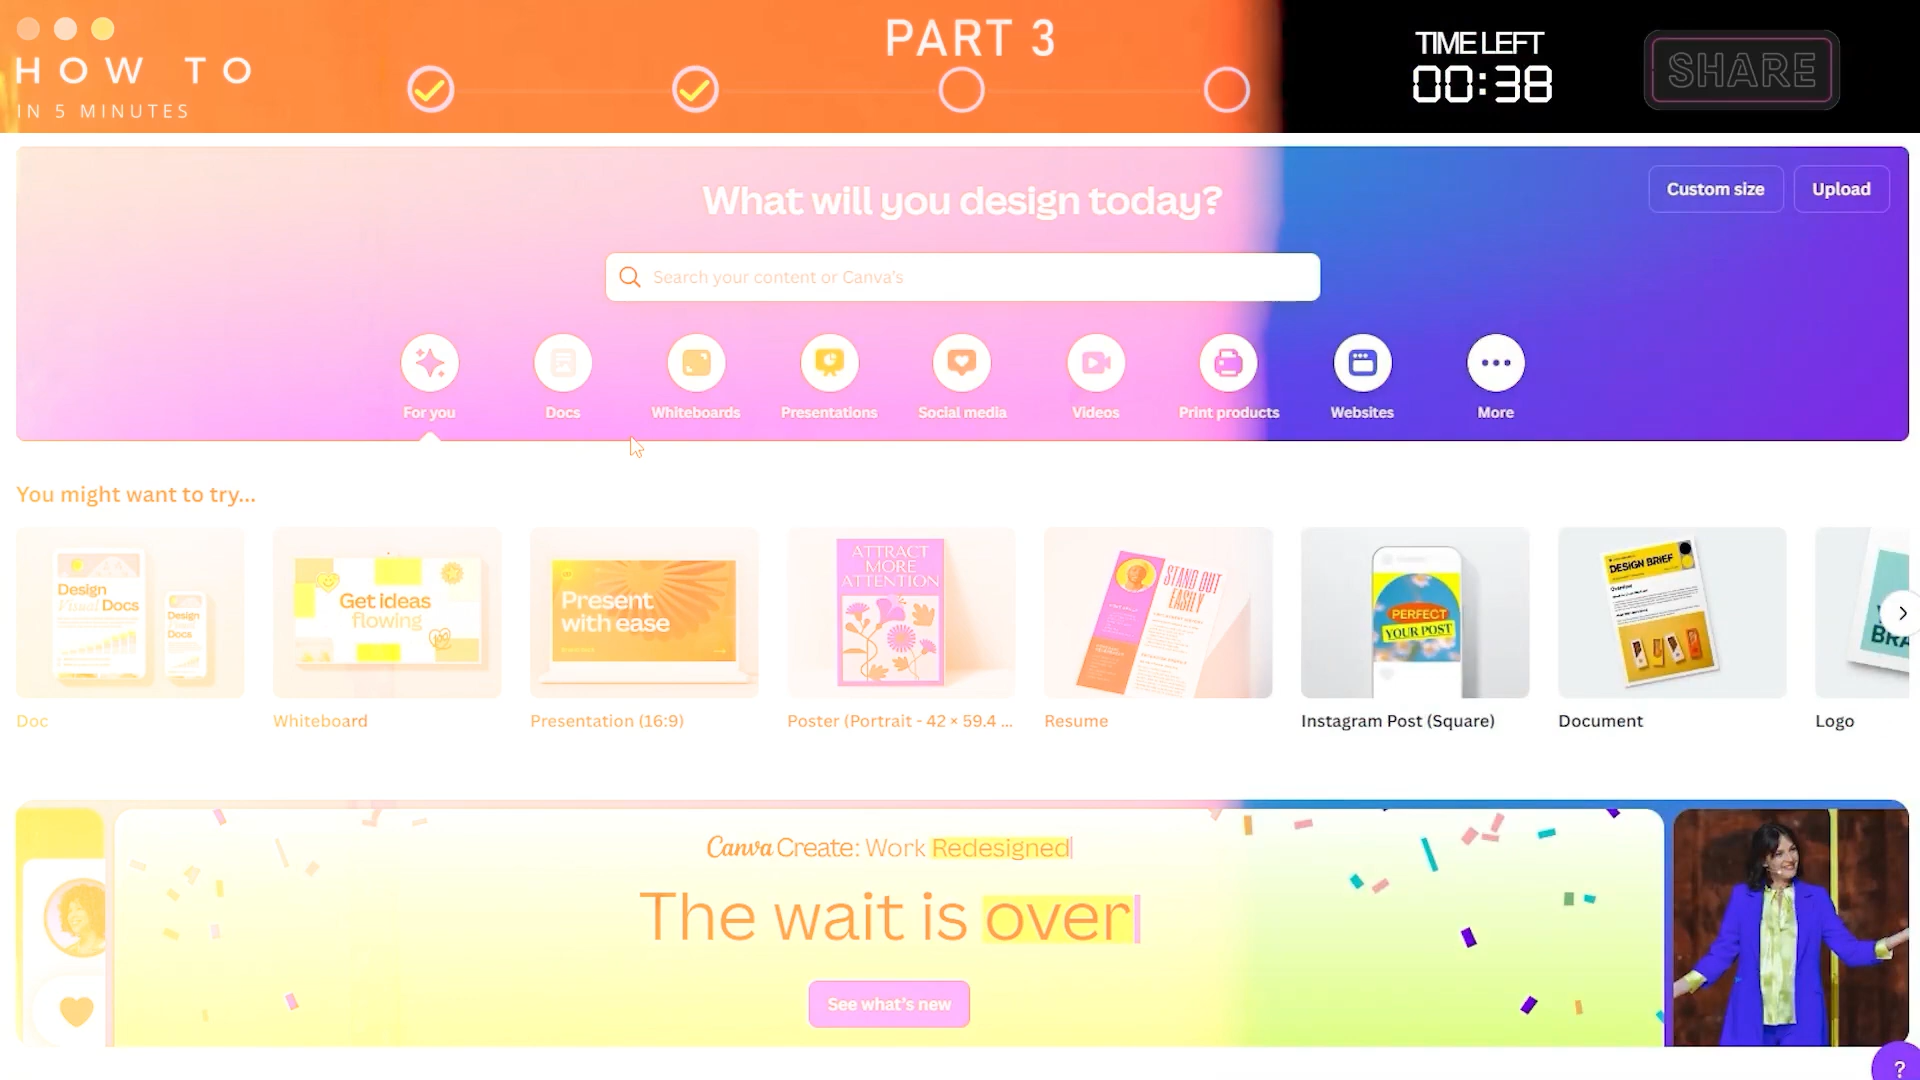 HOW TO
IN 5 MINUTES
PART 3
TIME LEFT
00:38
SHARE
What will you design today?
Custom size
Upload
Search your content or Canva's
For you
Docs
Whiteboards
Presentations
Social media
Videos
Print products
Websites
More
You might want to try...
Design
Visual Docs
Design
Docs
Get ideas
flowing
Present
with ease
ATTRACT
MORE
ATTENTION
STAND OUT
EASILY
PERFECT
YOUR POST
DESIGN BRIEF
BRA
Doc
Whiteboard
Presentation (16:9)
Poster (Portrait - 42 × 59.4 ...
Resume
Instagram Post (Square)
Document
Logo
Canva Create: Work Redesigned
The wait is over
See what's new
?